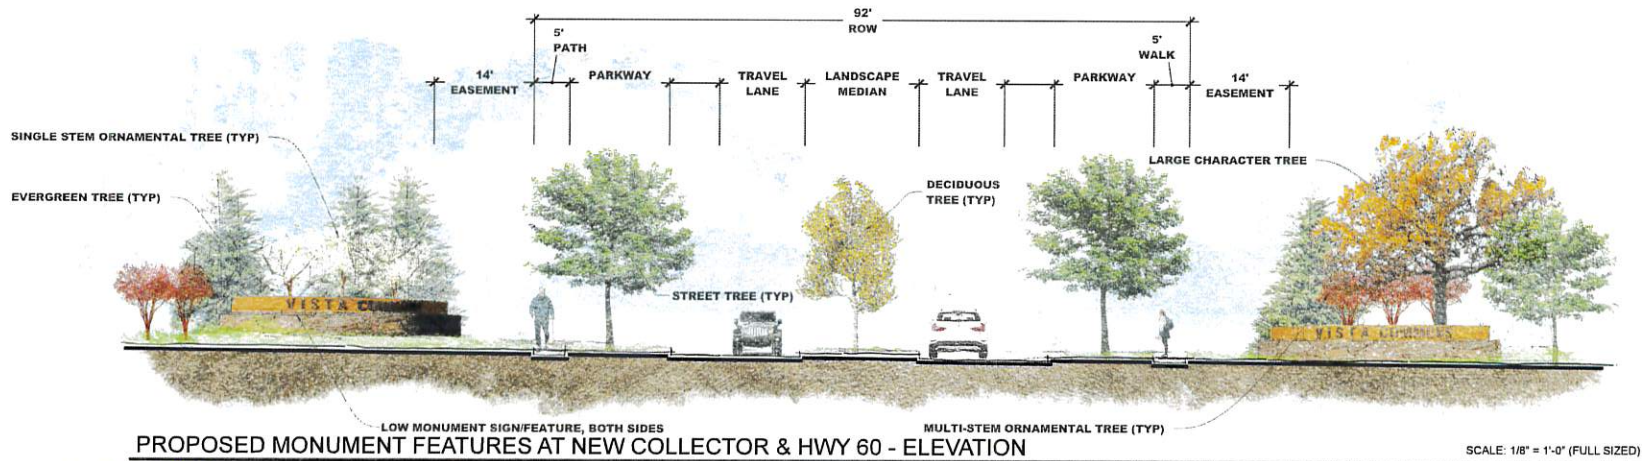 92'
ROW
5'
PATH
5'
WALK
14'
EASEMENT
PARKWAY
TRAVEL
LANE
LANDSCAPE
MEDIAN
TRAVEL
LANE
PARKWAY
14'
EASEMENT
SINGLE STEM ORNAMENTAL TREE (TYP)
LARGE CHARACTER TREE
EVERGREEN TREE (TYP)
DECIDUOUS
TREE (TYP)
STREET TREE (TYP)
VISTA
VISTA COMMONS
LOW MONUMENT SIGN/FEATURE, BOTH SIDES
MULTI-STEM ORNAMENTAL TREE (TYP)
PROPOSED MONUMENT FEATURES AT NEW COLLECTOR & HWY 60 - ELEVATION
SCALE: 1/8" = 1'-0" (FULL SIZED)